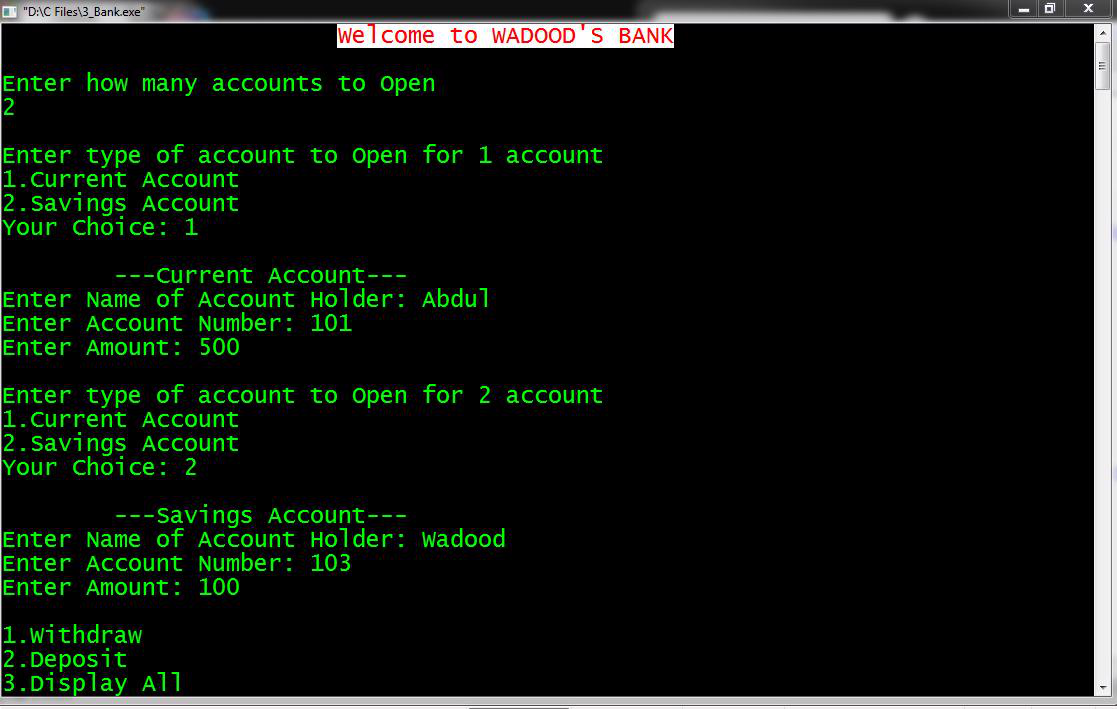 "D:\C Files\3_Bank.exe"
Welcome to WADOOD'S BANK
Enter how many accounts to Open
2
Enter type of account to Open for 1 account
1.Current Account
2.Savings Account
Your Choice: 1
---Current Account---
Enter Name of Account Holder: Abdul
Enter Account Number: 101
Enter Amount: 500
Enter type of account to Open for 2 account
1.Current Account
2.Savings Account
Your Choice: 2
---Savings Account---
Enter Name of Account Holder: Wadood
Enter Account Number: 103
Enter Amount: 100
1.Withdraw
2.Deposit
3.Display All